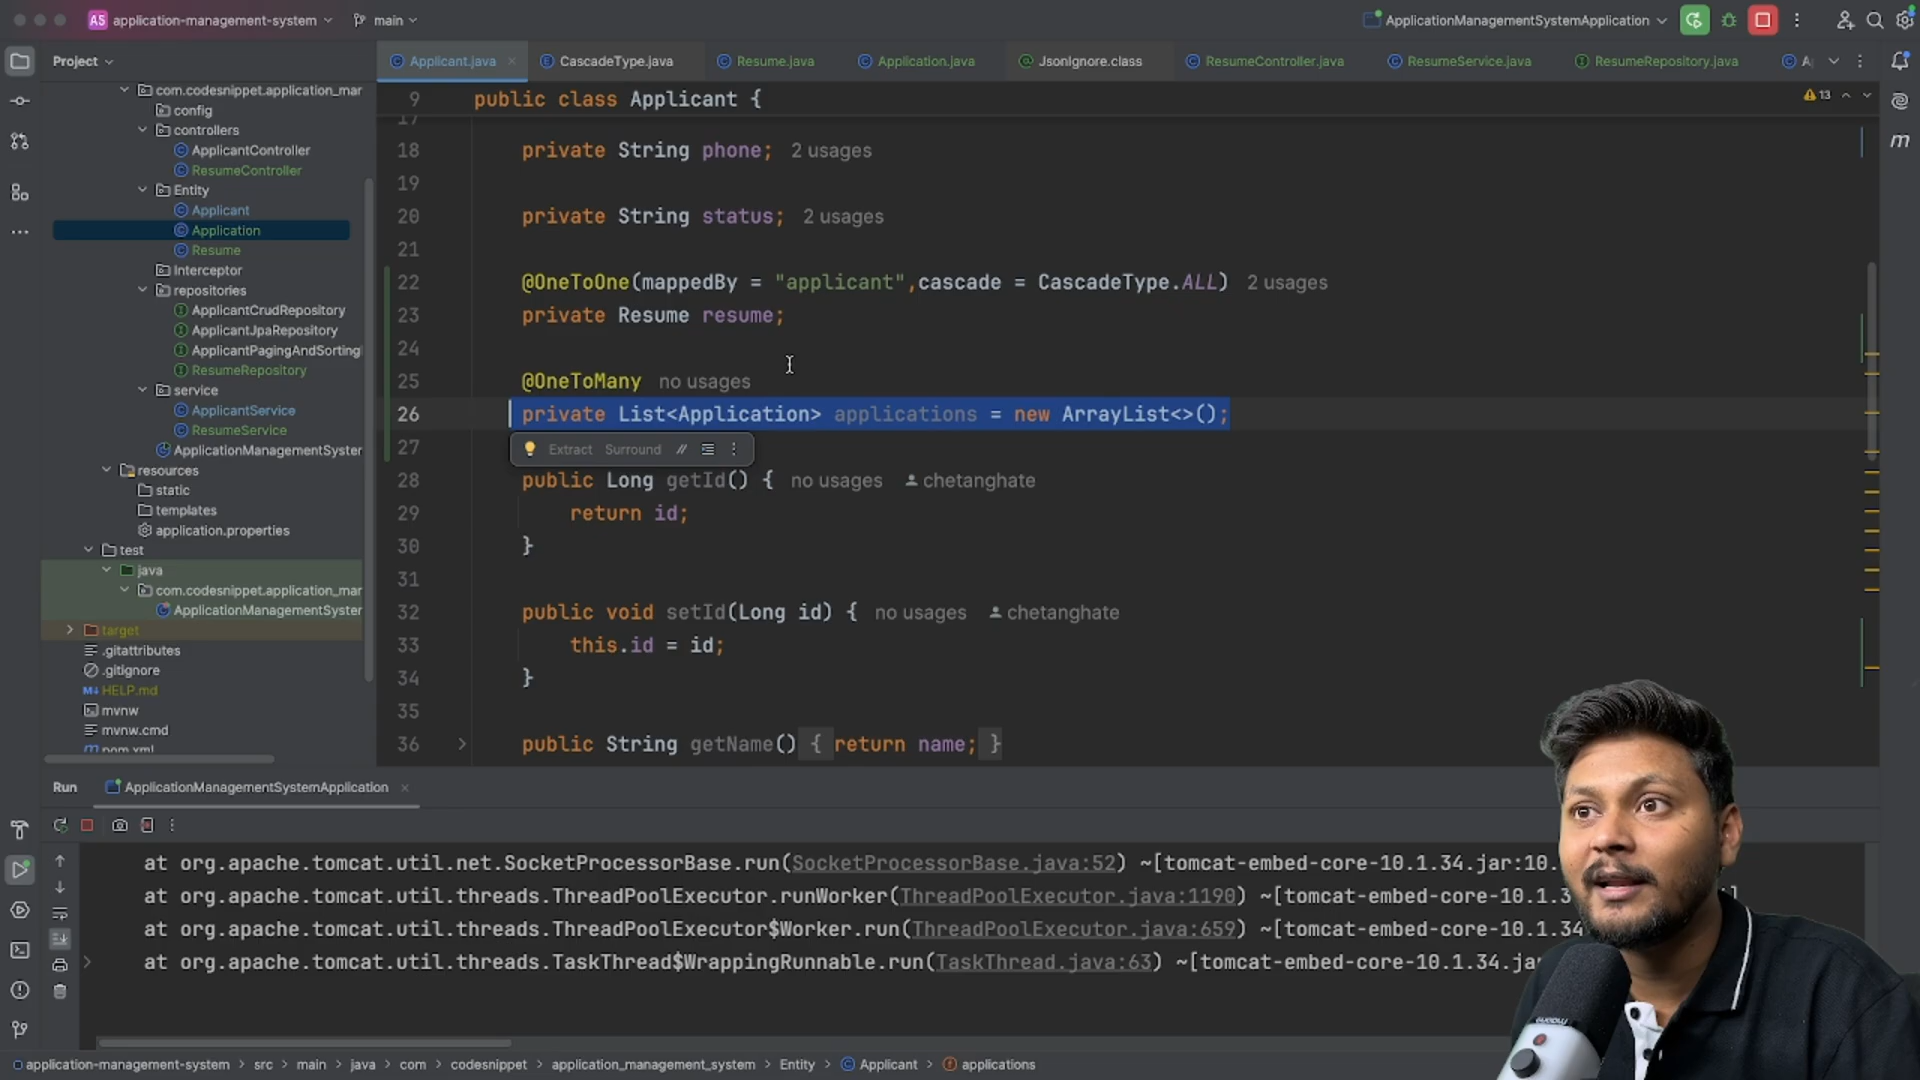 AS application-management-system main ApplicationManagementSystemApplication
Project
Applicant.java CascadeType.java Resume.java Application.java JsonIgnore.class ResumeController.java ResumeService.java ResumeRepository.java
com.codesnippet.application_mar
config
controllers
ApplicantController
ResumeController
Entity
Applicant
Application
Resume
Interceptor
repositories
ApplicantCrudRepository
ApplicantJpaRepository
ApplicantPagingAndSorting
ResumeRepository
service
ApplicantService
ResumeService
ApplicationManagementSyster
resources
static
templates
application.properties
test
java
com.codesnippet.application_mar
ApplicationManagementSyster
target
.gitattributes
.gitignore
M↓ HELP.md
mvnw
mvnw.cmd
pom.xml
9 public class Applicant { 13
17
18 private String phone; 2 usages
19
20 private String status; 2 usages
21
22 @OneToOne(mappedBy = "applicant",cascade = CascadeType.ALL) 2 usages
23 private Resume resume;
24
25 @OneToMany no usages
26 private List<Application> applications = new ArrayList<>();
27 Extract Surround //
28 public Long getId() { no usages chetanghate
29 return id;
30 }
31
32 public void setId(Long id) { no usages chetanghate
33 this.id = id;
34 }
35
36 public String getName() { return name; }
Run ApplicationManagementSystemApplication
at org.apache.tomcat.util.net.SocketProcessorBase.run(SocketProcessorBase.java:52) ~[tomcat-embed-core-10.1.34.jar:10.
at org.apache.tomcat.util.threads.ThreadPoolExecutor.runWorker(ThreadPoolExecutor.java:1190) ~[tomcat-embed-core-10.1.3
at org.apache.tomcat.util.threads.ThreadPoolExecutor$Worker.run(ThreadPoolExecutor.java:659) ~[tomcat-embed-core-10.1.34
at org.apache.tomcat.util.threads.TaskThread$WrappingRunnable.run(TaskThread.java:63) ~[tomcat-embed-core-10.1.34.jar
application-management-system > src > main > java > com > codesnippet > application_management_system > Entity > Applicant > applications